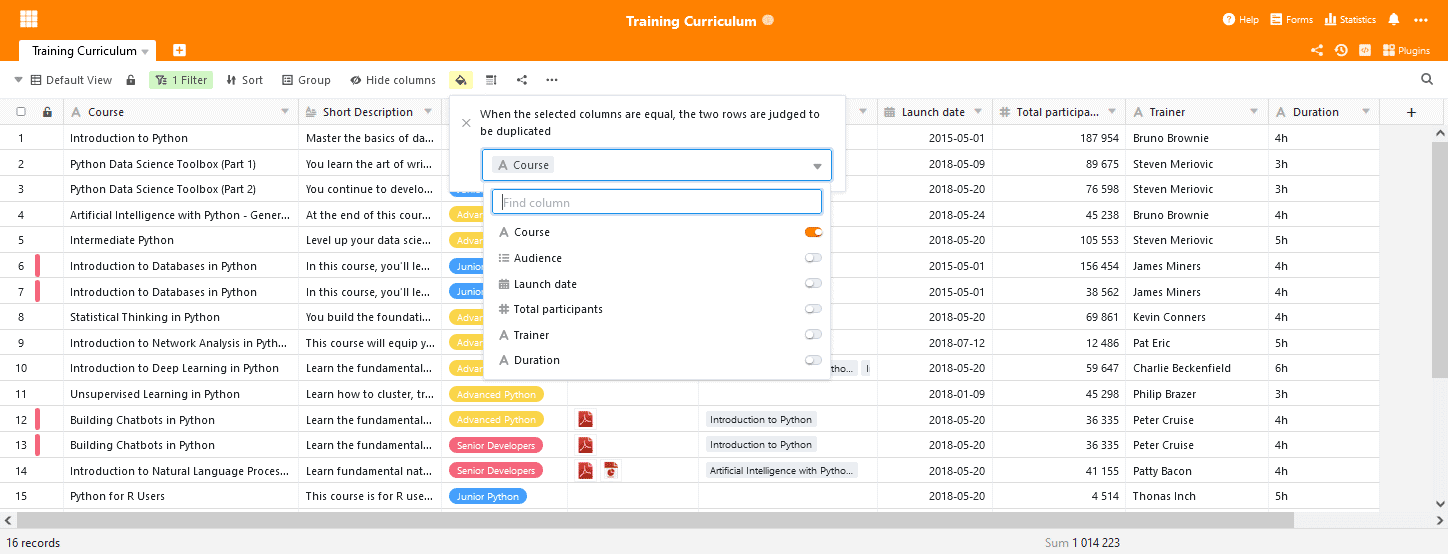 Training Curriculum
Help
Forms
Statistics
Training Curriculum
Plugins
Default View
1 Filter
Sort
Group
Hide columns
Course Short Description Launch date Total participa... Trainer Duration
When the selected columns are equal, the two rows are judged to
be duplicated
Course
Find column
Course
Audience
Launch date
Total participants
Trainer
Duration
1 Introduction to Python Master the basics of da... 2015-05-01 187 954 Bruno Brownie 4h
2 Python Data Science Toolbox (Part 1) You learn the art of wri... 2018-05-09 89 675 Steven Meriovic 3h
3 Python Data Science Toolbox (Part 2) You continue to develo... 2018-05-20 76 598 Steven Meriovic 3h
4 Artificial Intelligence with Python - Gener... At the end of this cour... Advan 2018-05-24 45 238 Bruno Brownie 4h
5 Intermediate Python Level up your data scie... Advan 2018-05-20 105 553 Steven Meriovic 5h
6 Introduction to Databases in Python In this course, you'll le... Junior 2015-05-01 156 454 James Miners 4h
7 Introduction to Databases in Python In this course, you'll le... Junior 2015-05-01 38 562 James Miners 4h
8 Statistical Thinking in Python You build the foundati... Advan 2018-05-20 69 861 Kevin Conners 4h
9 Introduction to Network Analysis in Pyth... This course will equip y... Advan 2018-07-12 12 486 Pat Eric 5h
10 Introduction to Deep Learning in Python Learn the fundamental... Advan ytho... 2018-05-20 59 647 Charlie Beckenfield 6h
11 Unsupervised Learning in Python Learn how to cluster, tr... Advanced Python 2018-01-09 45 298 Philip Brazer 3h
12 Building Chatbots in Python Learn the fundamental... Advanced Python Introduction to Python 2018-05-20 36 335 Peter Cruise 4h
13 Building Chatbots in Python Learn the fundamental... Senior Developers Introduction to Python 2018-05-20 36 335 Peter Cruise 4h
14 Introduction to Natural Language Proces... Learn fundamental nat... Senior Developers Artificial Intelligence with Pytho... 2018-05-20 41 155 Patty Bacon 4h
15 Python for R Users This course is for R use... Junior Python 2018-05-20 4 514 Thonas Inch 5h
16 records Sum 1 014 223